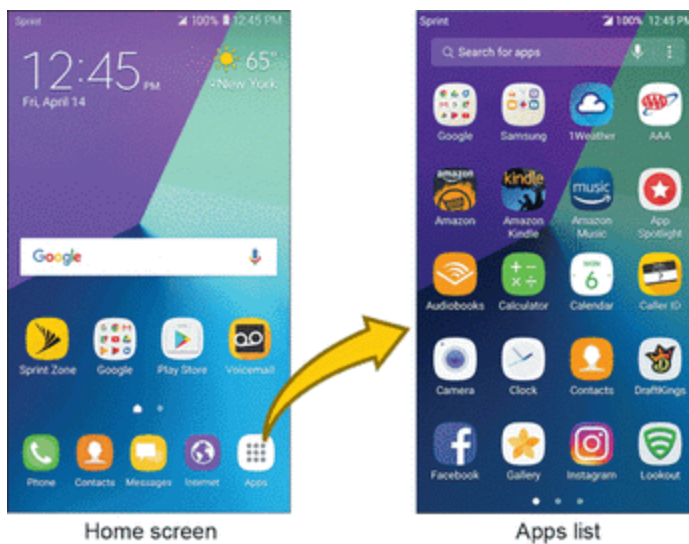 Sprint 100% 12:45 PM
12:45 PM
65°
Fri, April 14
New York
Google
Sprint Zone Google Play Store Voicemail
Phone Contacts Messages Internet Apps
Home screen
Sprint 100% 12:45 PM
Search for apps
Google Samsung 1Weather AAA
amazon kindle music
Amazon Amazon Kindle Amazon Music App Spotlight
MON
6
Audiobooks Calculator Calendar Caller ID
Camera Clock Contacts DraftKings
Facebook Gallery Instagram Lookout
Apps list